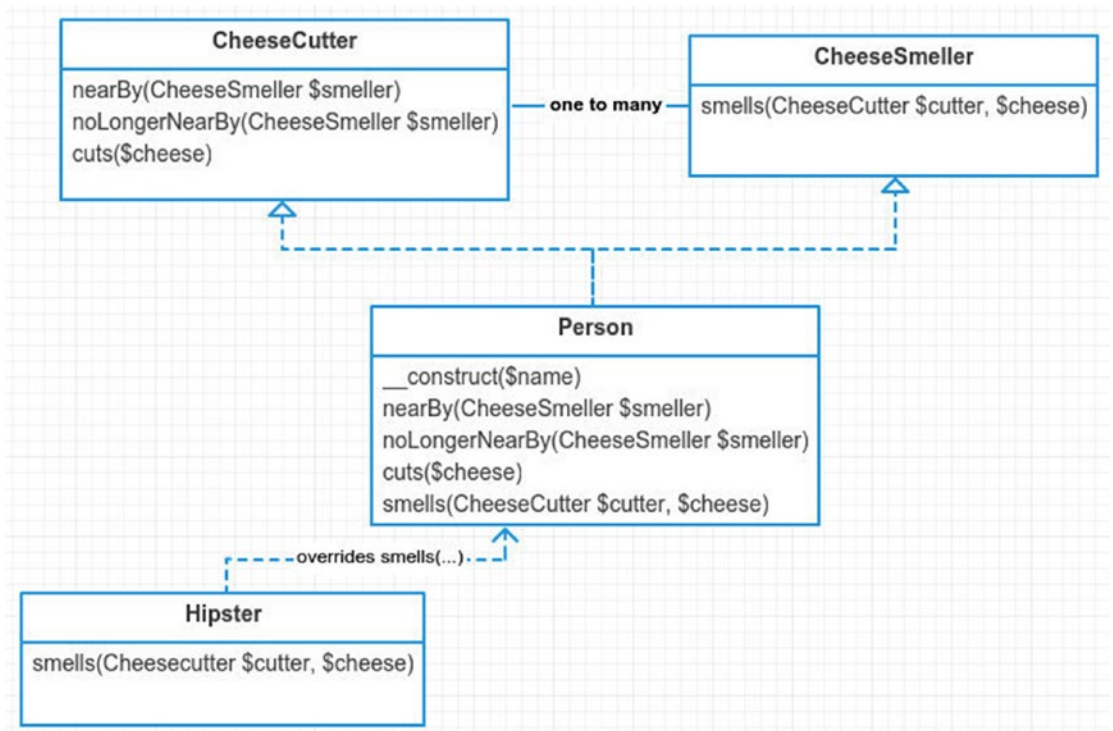 CheeseCutter
nearBy(CheeseSmeller $smeller)
noLongerNearBy(CheeseSmeller $smeller)
cuts($cheese)
one to many
CheeseSmeller
smells(CheeseCutter $cutter, $cheese)
Person
__construct($name)
nearBy(CheeseSmeller $smeller)
noLongerNearBy(CheeseSmeller $smeller)
cuts($cheese)
smells(CheeseCutter $cutter, $cheese)
overrides smells(...)
Hipster
smells(Cheesecutter $cutter, $cheese)